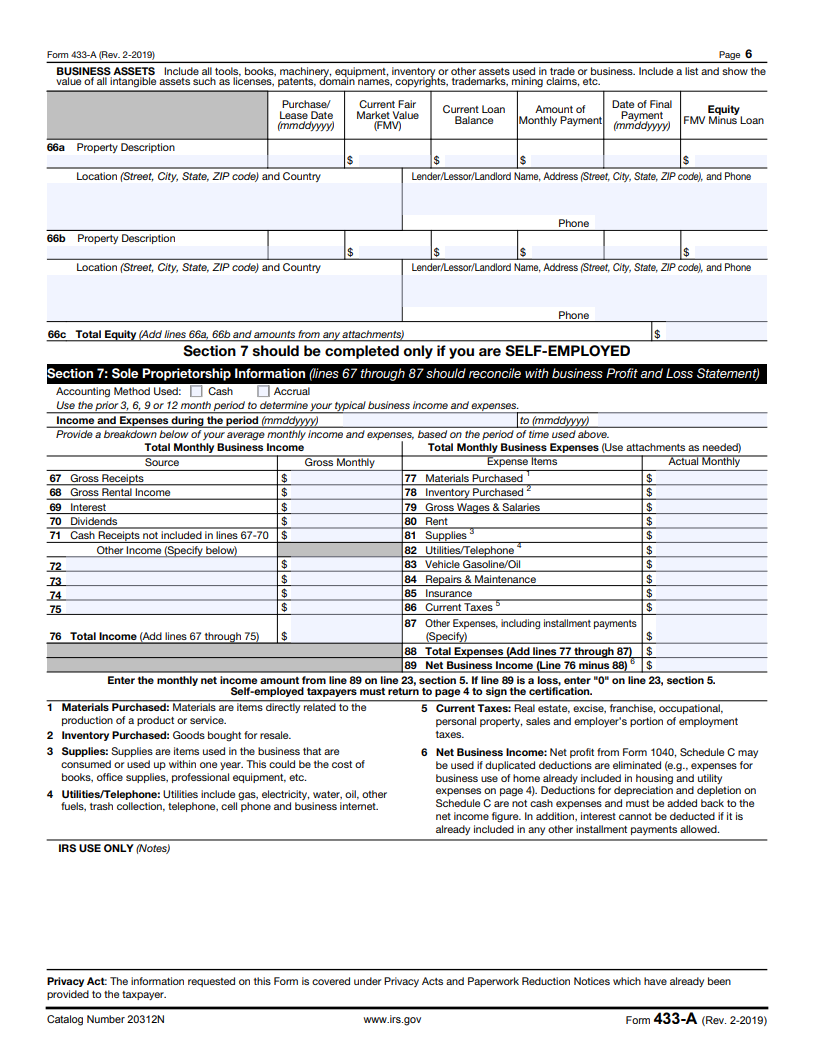 Form 433-A (Rev. 2-2019) Page 6
BUSINESS ASSETS Include all tools, books, machinery, equipment, inventory or other assets used in trade or business. Include a list and show the
value of all intangible assets such as licenses, patents, domain names, copyrights, trademarks, mining claims, etc.
Purchase/ Lease Date (mmddyyyy) Current Fair Market Value (FMV) Current Loan Balance Amount of Monthly Payment Date of Final Payment (mmddyyyy) Equity FMV Minus Loan
66a Property Description $ $ $ $
Location (Street, City, State, ZIP code) and Country Lender/Lessor/Landlord Name, Address (Street, City, State, ZIP code), and Phone
Phone
66b Property Description $ $ $ $
Location (Street, City, State, ZIP code) and Country Lender/Lessor/Landlord Name, Address (Street, City, State, ZIP code), and Phone
Phone
66c Total Equity (Add lines 66a, 66b and amounts from any attachments) $
Section 7 should be completed only if you are SELF-EMPLOYED
Section 7: Sole Proprietorship Information (lines 67 through 87 should reconcile with business Profit and Loss Statement)
Accounting Method Used: Cash Accrual
Use the prior 3, 6, 9 or 12 month period to determine your typical business income and expenses.
Income and Expenses during the period (mmddyyyy) to (mmddyyyy)
Provide a breakdown below of your average monthly income and expenses, based on the period of time used above.
Total Monthly Business Income Total Monthly Business Expenses (Use attachments as needed)
Source Gross Monthly Expense Items Actual Monthly
67 Gross Receipts $ 77 Materials Purchased 1 $
68 Gross Rental Income $ 78 Inventory Purchased 2 $
69 Interest $ 79 Gross Wages & Salaries $
70 Dividends $ 80 Rent $
71 Cash Receipts not included in lines 67-70 $ 81 Supplies 3 $
Other Income (Specify below) 82 Utilities/Telephone 4 $
72 $ 83 Vehicle Gasoline/Oil $
73 $ 84 Repairs & Maintenance $
74 $ 85 Insurance $
75 $ 86 Current Taxes 5 $
87 Other Expenses, including installment payments
76 Total Income (Add lines 67 through 75) $ (Specify) $
88 Total Expenses (Add lines 77 through 87) $
89 Net Business Income (Line 76 minus 88) 6 $
Enter the monthly net income amount from line 89 on line 23, section 5. If line 89 is a loss, enter "0" on line 23, section 5.
Self-employed taxpayers must return to page 4 to sign the certification.
1 Materials Purchased: Materials are items directly related to the
production of a product or service.
2 Inventory Purchased: Goods bought for resale.
3 Supplies: Supplies are items used in the business that are
consumed or used up within one year. This could be the cost of
books, office supplies, professional equipment, etc.
4 Utilities/Telephone: Utilities include gas, electricity, water, oil, other
fuels, trash collection, telephone, cell phone and business internet.
5 Current Taxes: Real estate, excise, franchise, occupational,
personal property, sales and employer's portion of employment
taxes.
6 Net Business Income: Net profit from Form 1040, Schedule C may
be used if duplicated deductions are eliminated (e.g., expenses for
business use of home already included in housing and utility
expenses on page 4). Deductions for depreciation and depletion on
Schedule C are not cash expenses and must be added back to the
net income figure. In addition, interest cannot be deducted if it is
already included in any other installment payments allowed.
IRS USE ONLY (Notes)
Privacy Act: The information requested on this Form is covered under Privacy Acts and Paperwork Reduction Notices which have already been
provided to the taxpayer.
Catalog Number 20312N www.irs.gov Form 433-A (Rev. 2-2019)